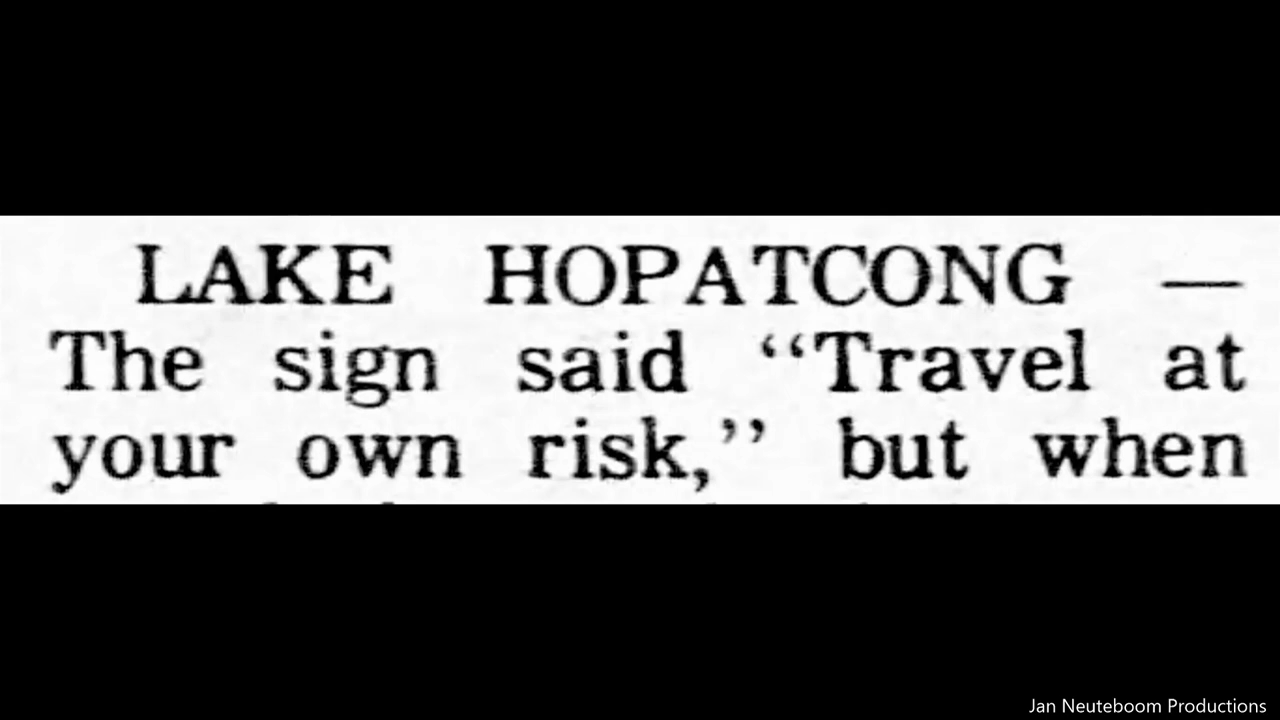 LAKE HOPATCONG —
The sign said “Travel at
your own risk,” but when
Jan Neuteboom Productions